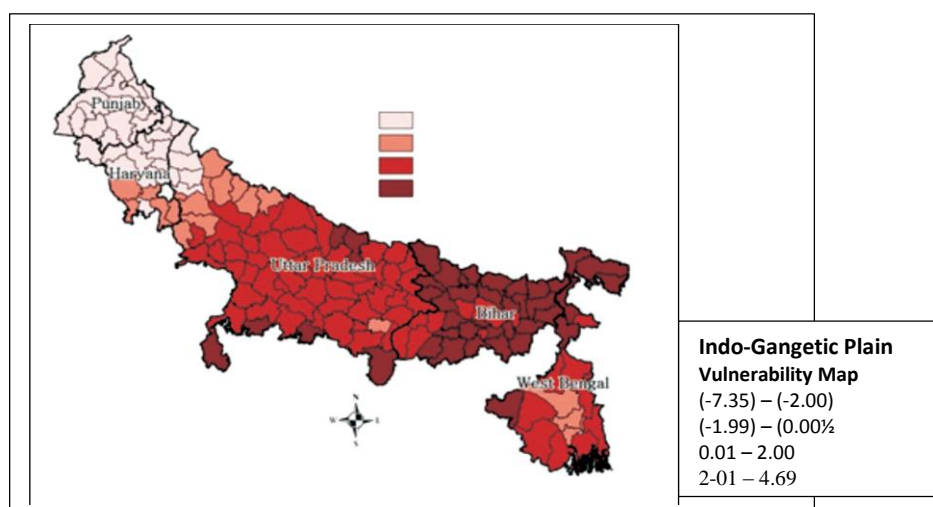 Punjab
Haryana
Uttar Pradesh
Bihar
West Bengal
N
W E
S
Indo-Gangetic Plain
Vulnerability Map
(-7.35) – (-2.00)
(-1.99) – (0.00½
0.01 – 2.00
2-01 – 4.69